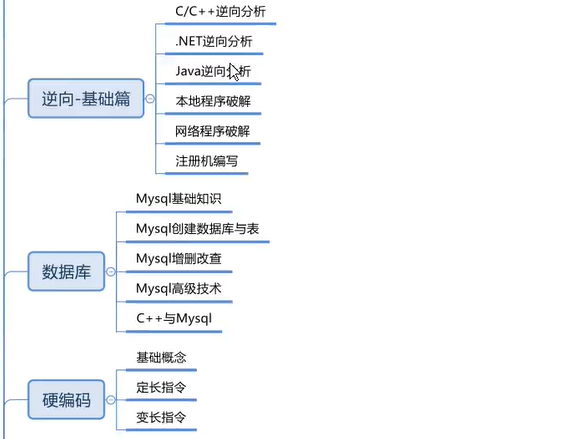 C/C++逆向分析
.NET逆向分析
Java逆向分析
逆向-基础篇
本地程序破解
网络程序破解
注册机编写
Mysql基础知识
Mysql创建数据库与表
数据库
Mysql增删改查
Mysql高级技术
C++与Mysql
基础概念
定长指令
硬编码
变长指令